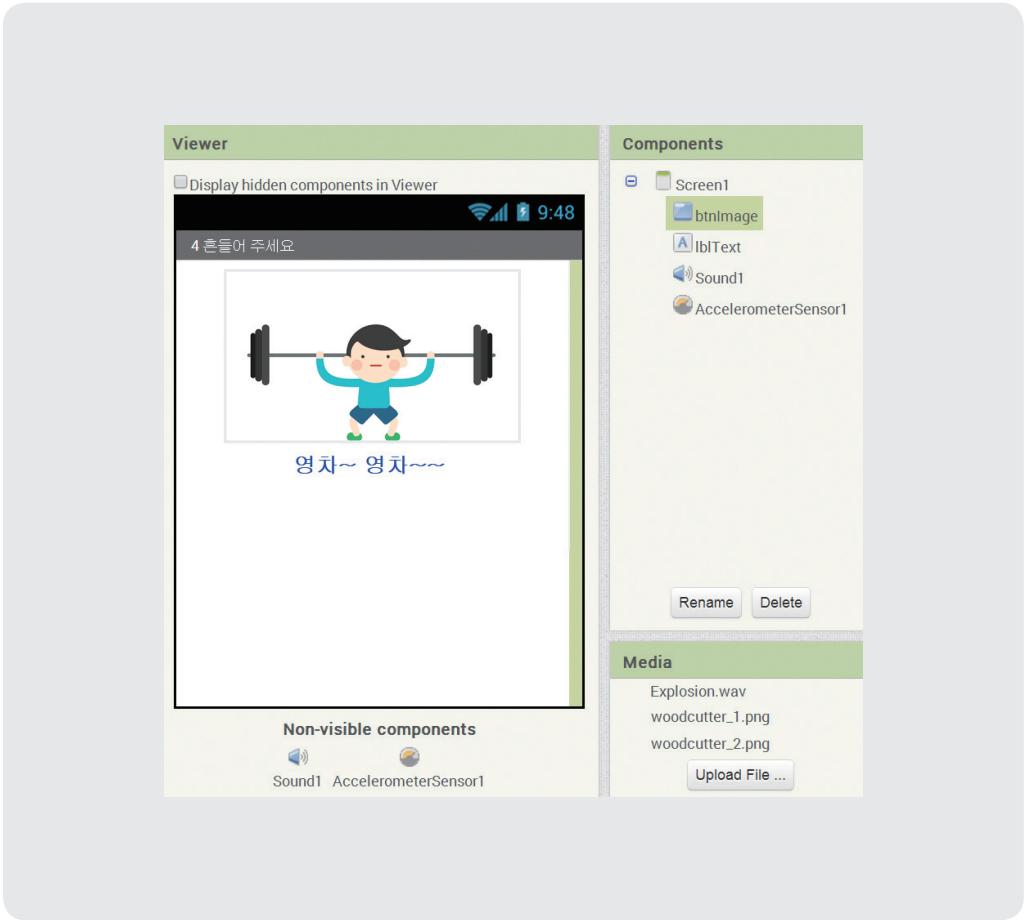 Viewer
Display hidden components in Viewer
9:48
4 흔들어 주세요
영차~ 영차~~
Non-visible components
Sound1 AccelerometerSensor1
Components
Screen1
btnImage
A lblText
Sound1
AccelerometerSensor1
Rename Delete
Media
Explosion.wav
woodcutter_1.png
woodcutter_2.png
Upload File ...